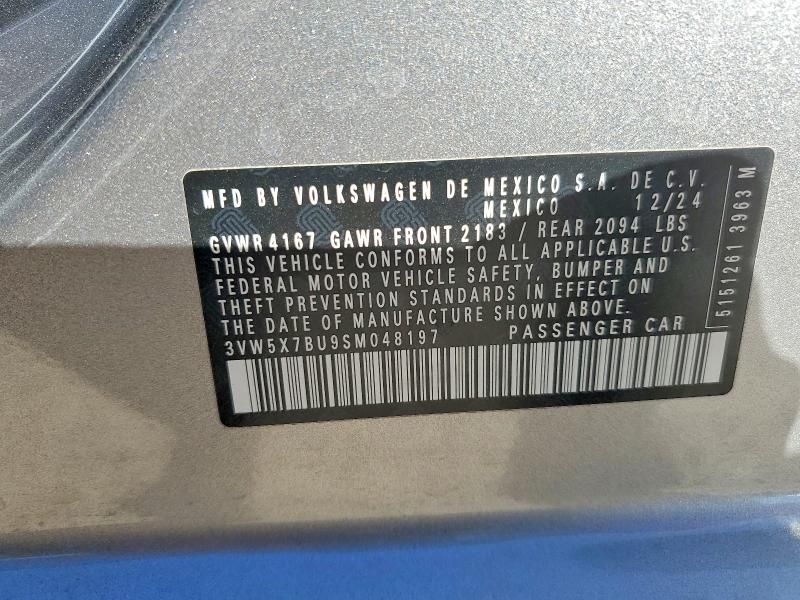 MFD BY VOLKSWAGEN DE MEXICO S.A. DE C.V.
MEXICO 12/24
GVWR 4167 GAWR FRONT 2183 / REAR 2094 LBS
THIS VEHICLE CONFORMS TO ALL APPLICABLE U.S.
FEDERAL MOTOR VEHICLE SAFETY, BUMPER AND
THEFT PREVENTION STANDARDS IN EFFECT ON
THE DATE OF MANUFACTURE SHOWN ABOVE.
3VW5X7BU9SM048197 PASSENGER CAR
5151261 3963 M